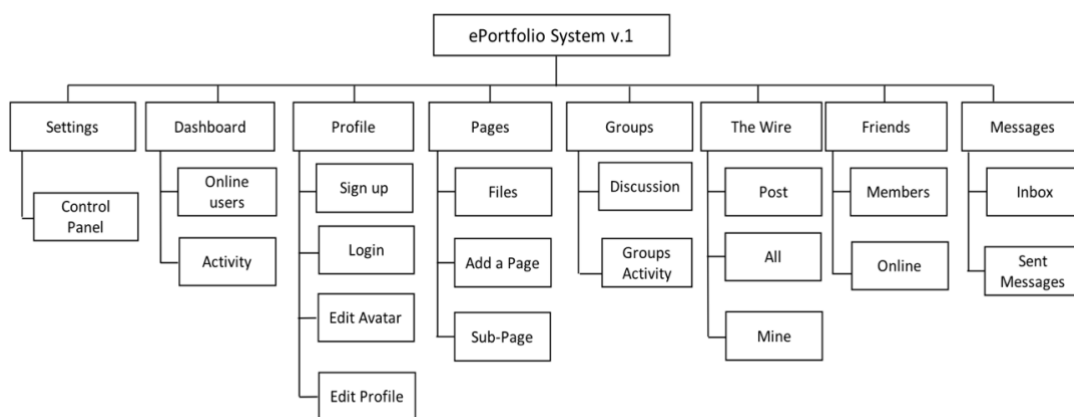 ePortfolio System v.1
Settings
Dashboard
Profile
Pages
Groups
The Wire
Friends
Messages
Control
Panel
Online
users
Activity
Sign up
Login
Edit Avatar
Edit Profile
Files
Add a Page
Sub-Page
Discussion
Groups
Activity
Post
All
Mine
Members
Online
Inbox
Sent
Messages